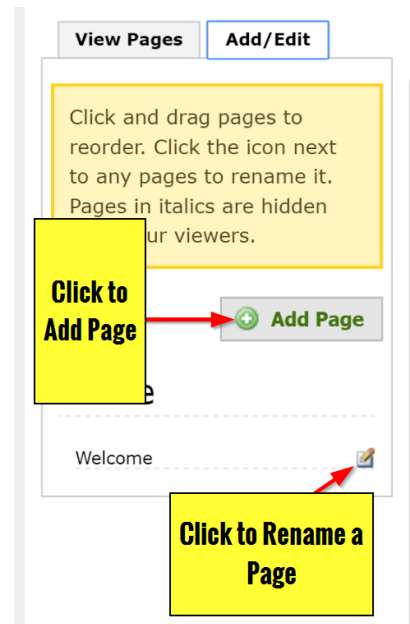 View Pages Add/Edit
Click and drag pages to
reorder. Click the icon next
to any pages to rename it.
Pages in italics are hidden
viewers.
Click to
Add Page
Add Page
Welcome
Click to Rename a
Page